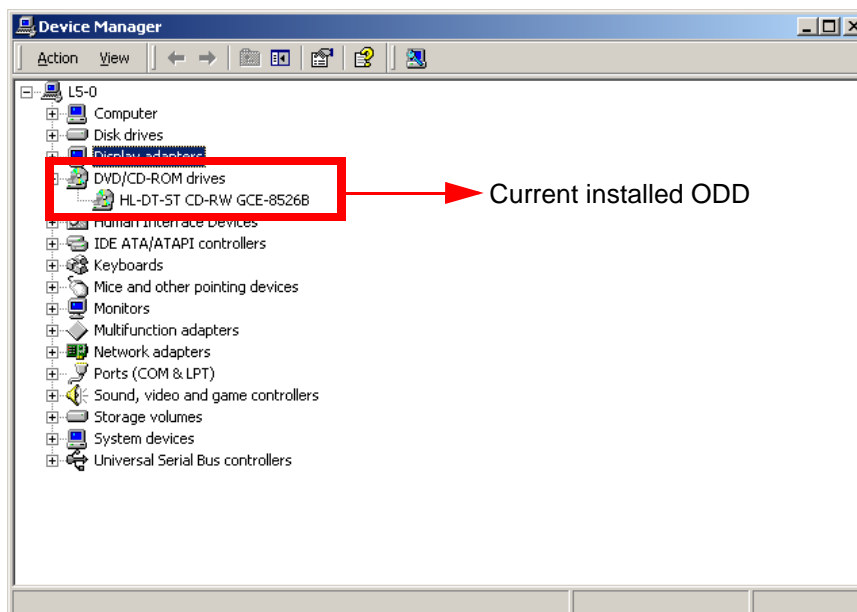 Device Manager
Action View
L5-0
Computer
Disk drives
Display adapters
DVD/CD-ROM drives
HL-DT-ST CD-RW GCE-8526B
Current installed ODD
Human Interface Devices
IDE ATA/ATAPI controllers
Keyboards
Mice and other pointing devices
Monitors
Multifunction adapters
Network adapters
Ports (COM & LPT)
Sound, video and game controllers
Storage volumes
System devices
Universal Serial Bus controllers